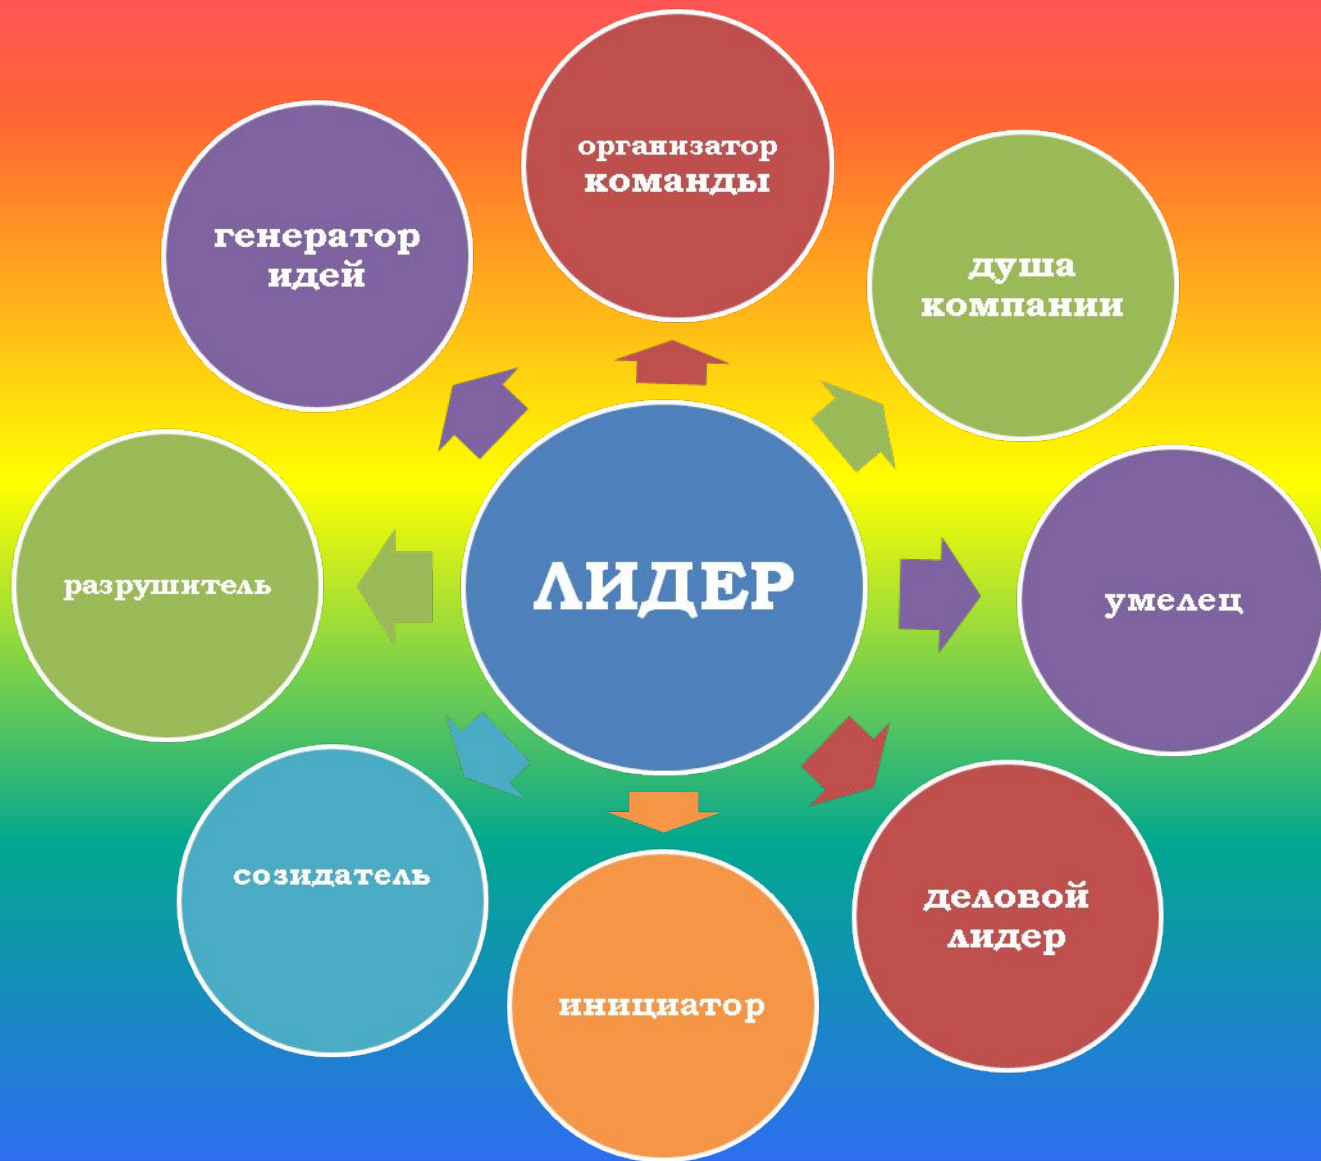 организатор
команды
генератор
идей
душа
компании
ЛИДЕР
разрушитель
умелец
созидатель
деловой
лидер
инициатор